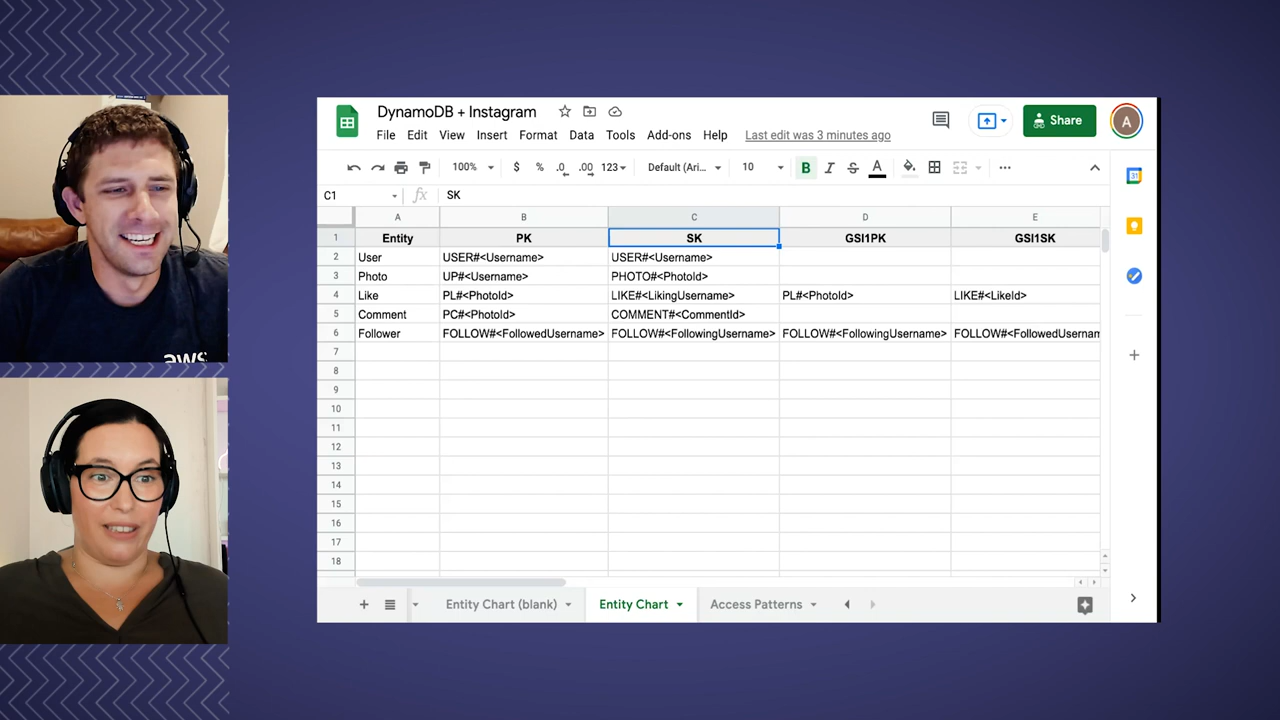 DynamoDB + Instagram
File Edit View Insert Format Data Tools Add-ons Help Last edit was 3 minutes ago
Share A
100% $ % .0 .00 123 Default (Ari... 10 B I S A ...
C1 fx SK
A B C D E
1 Entity PK SK GSI1PK GSI1SK
2 User USER#<Username> USER#<Username>
3 Photo UP#<Username> PHOTO#<PhotoId>
4 Like PL#<PhotoId> LIKE#<LikingUsername> PL#<PhotoId> LIKE#<LikeId>
5 Comment PC#<PhotoId> COMMENT#<CommentId>
6 Follower FOLLOW#<FollowedUsername> FOLLOW#<FollowingUsername> FOLLOW#<FollowingUsername> FOLLOW#<FollowedUsernam
7
8
9
10
11
12
13
14
15
16
17
18
Entity Chart (blank) Entity Chart Access Patterns
31
aws